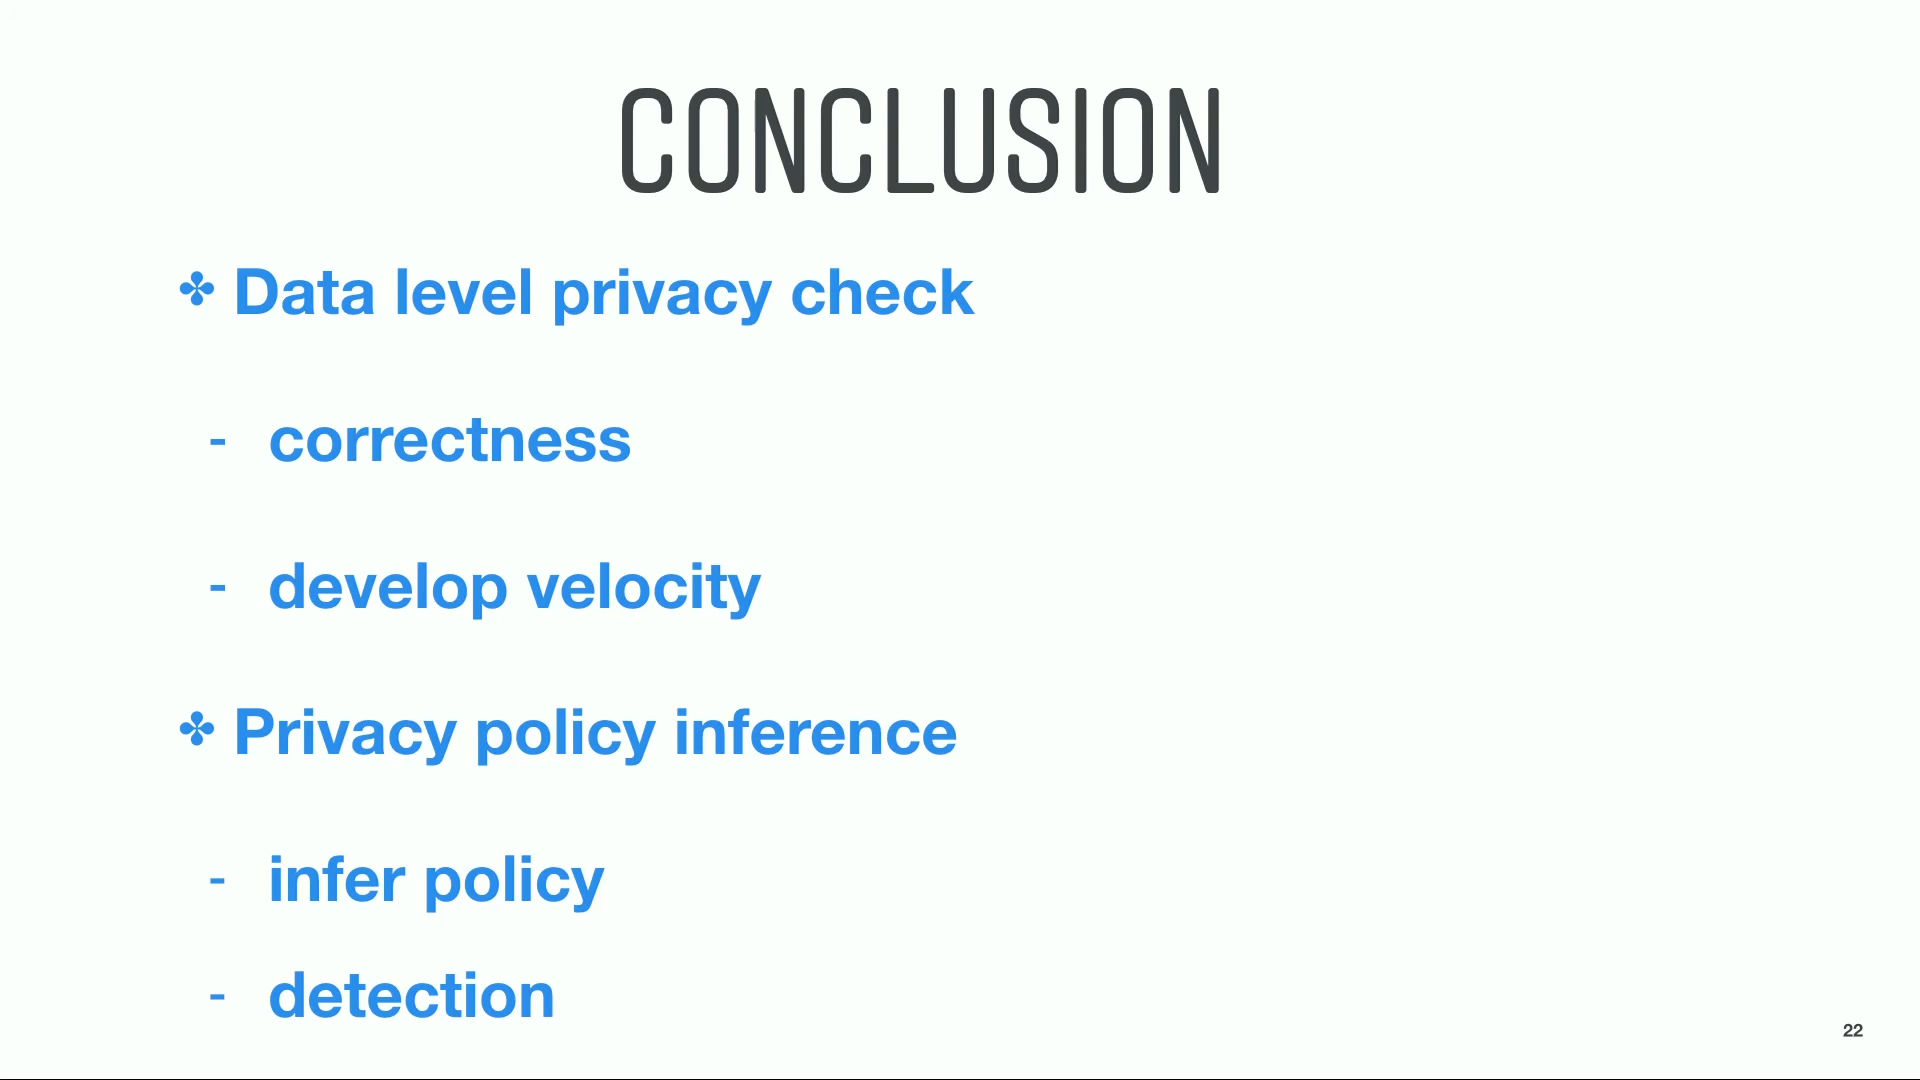 CONCLUSION
✤ Data level privacy check
- correctness
- develop velocity
✤ Privacy policy inference
- infer policy
- detection
22